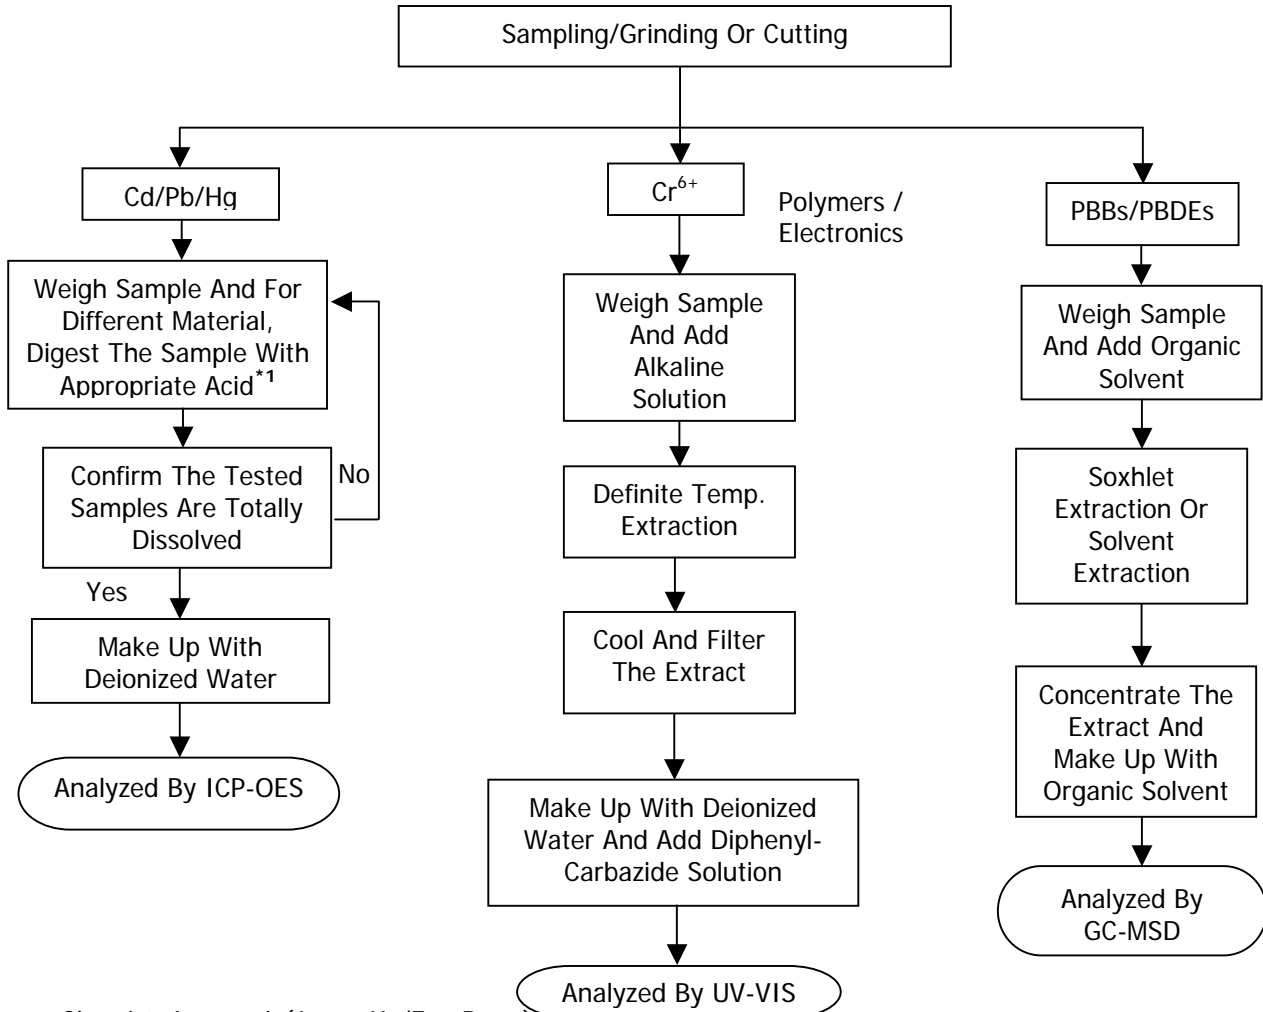 Sampling/Grinding Or Cutting
Cd/Pb/Hg
Weigh Sample And For
Different Material,
Digest The Sample With
Appropriate Acid*1
Confirm The Tested
Samples Are Totally
Dissolved
No
Yes
Make Up With
Deionized Water
Analyzed By ICP-OES
Cr6+
Polymers /
Electronics
Weigh Sample
And Add
Alkaline
Solution
Definite Temp.
Extraction
Cool And Filter
The Extract
Make Up With Deionized
Water And Add Diphenyl-
Carbazide Solution
Analyzed By UV-VIS
PBBs/PBDEs
Weigh Sample
And Add Organic
Solvent
Soxhlet
Extraction Or
Solvent
Extraction
Concentrate The
Extract And
Make Up With
Organic Solvent
Analyzed By
GC-MSD